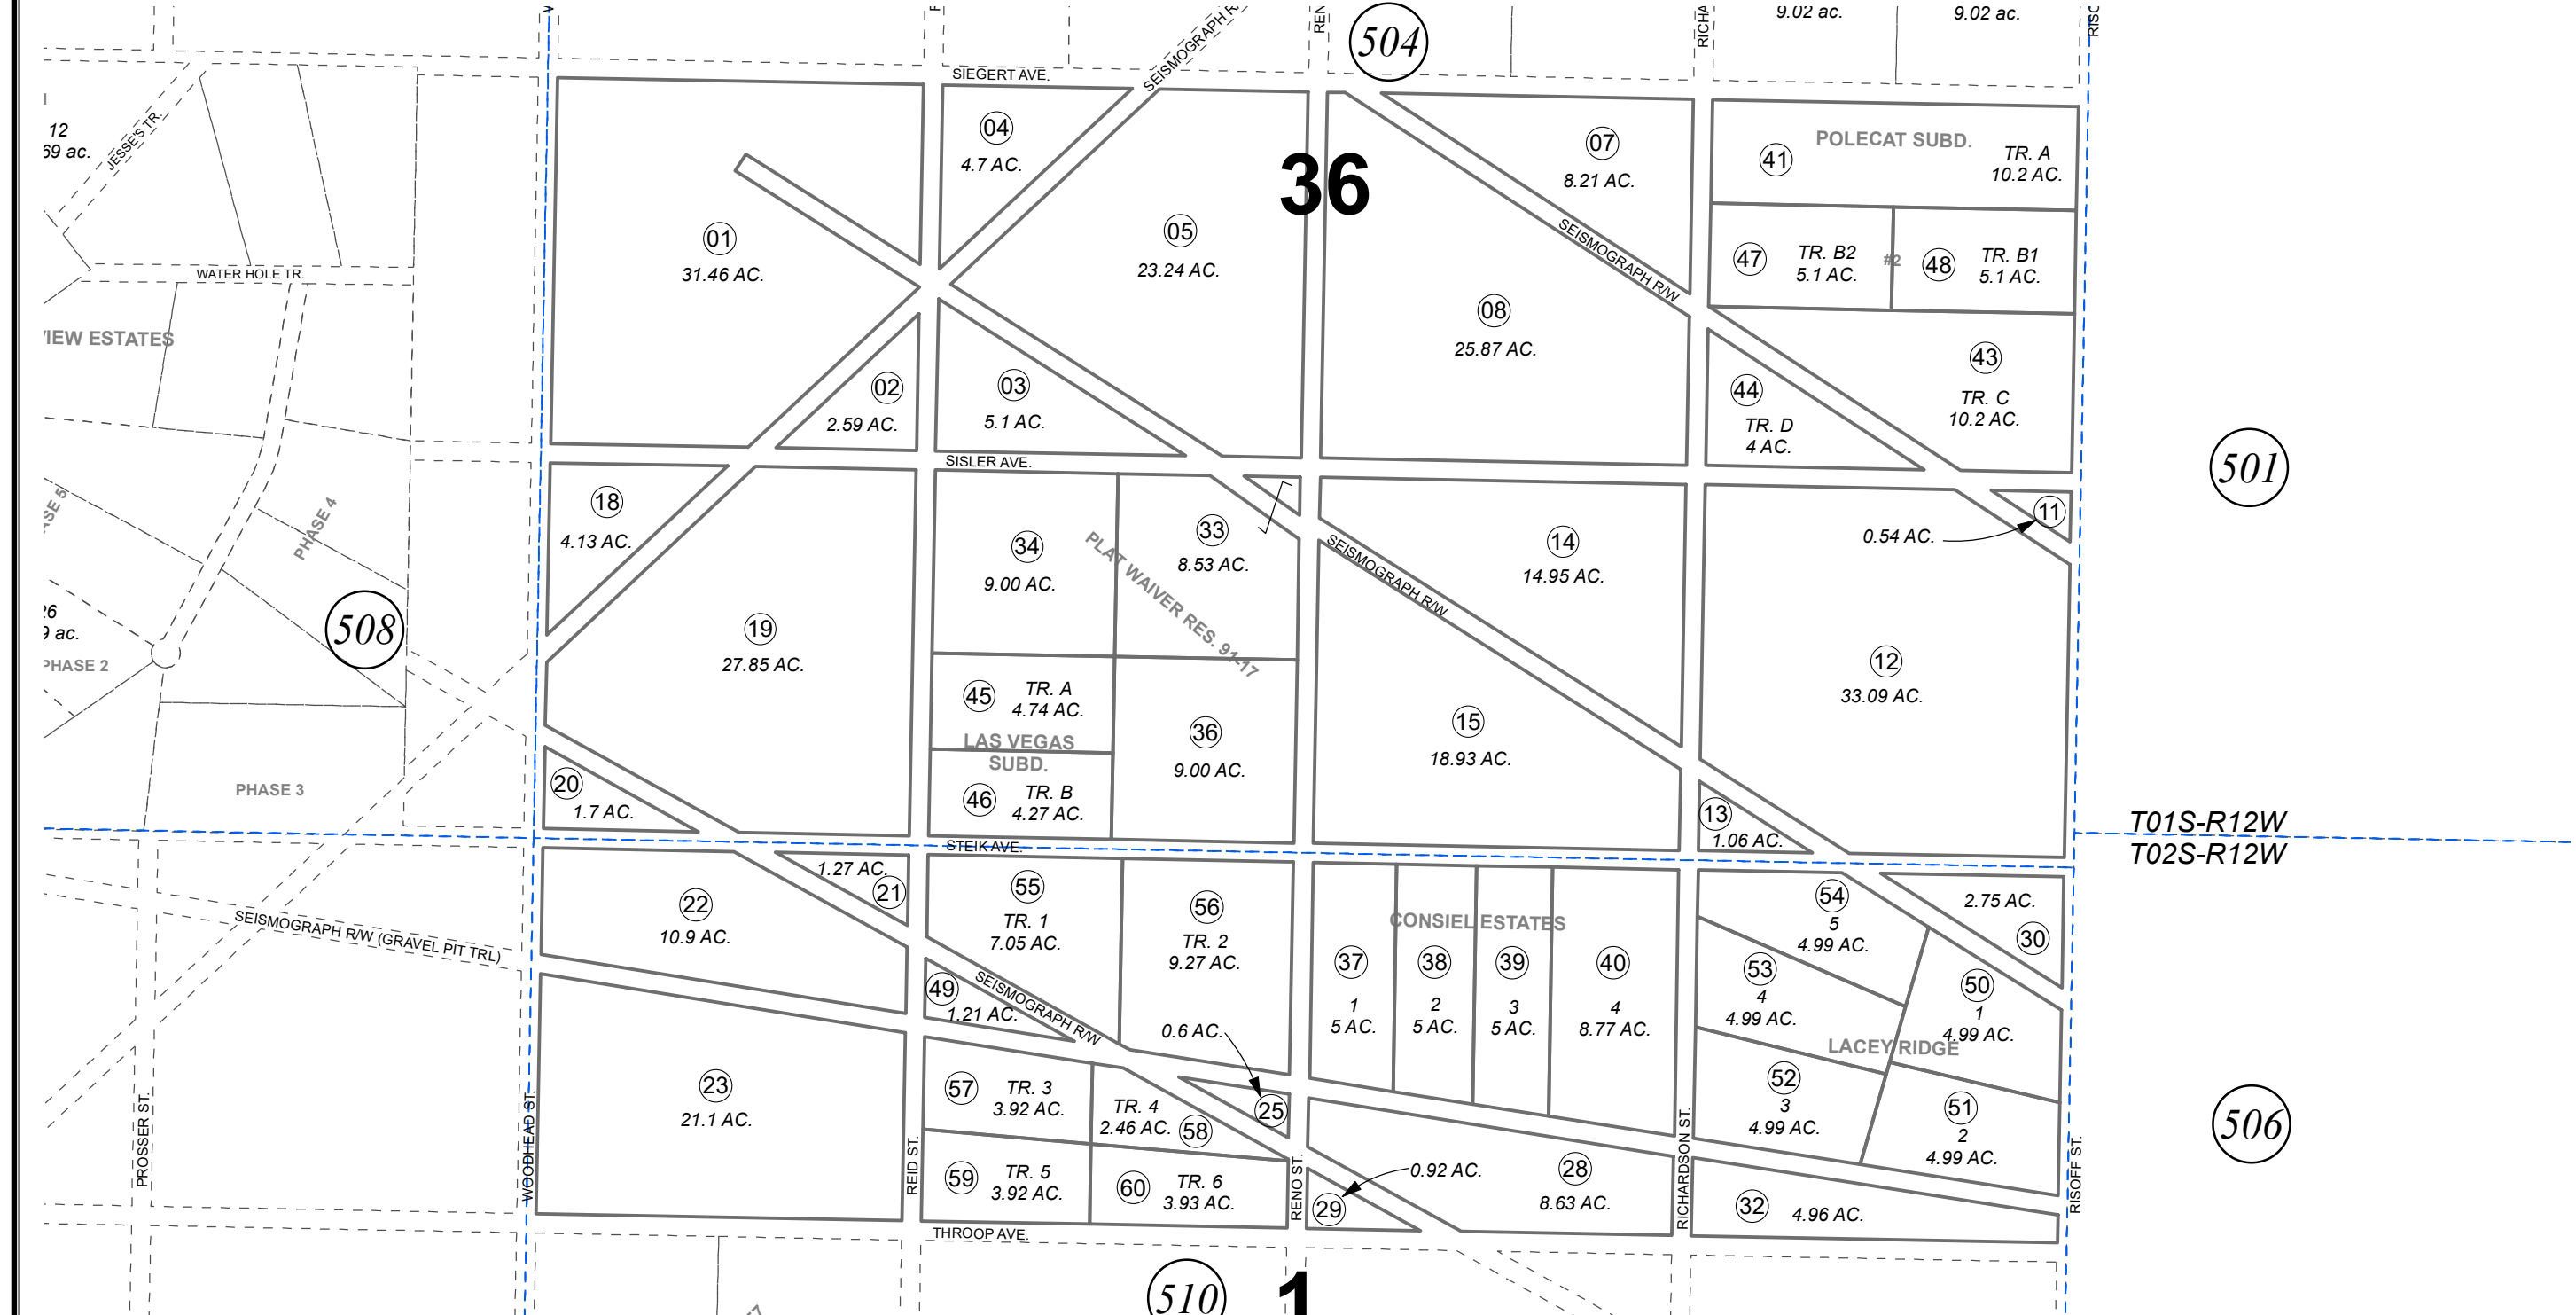 504
9.02 ac.
9.02 ac.
SIEGERT AVE.
SEISMOGRAPH
12
69 ac.
JESSE'S TR.
04
4.7 AC.
36
07
8.21 AC.
41
POLECAT SUBD.
TR. A
10.2 AC.
01
31.46 AC.
05
23.24 AC.
SEISMOGRAPH R/W
47
TR. B2
5.1 AC.
#2
48
TR. B1
5.1 AC.
WATER HOLE TR.
08
25.87 AC.
VIEW ESTATES
02
2.59 AC.
03
5.1 AC.
44
TR. D
4 AC.
43
TR. C
10.2 AC.
SISLER AVE.
501
18
4.13 AC.
PHASE 5
PHASE 4
34
9.00 AC.
33
8.53 AC.
PLAT WAIVER RES. 91-17
SEISMOGRAPH R/W
14
14.95 AC.
0.54 AC.
11
508
26
9 ac.
PHASE 2
19
27.85 AC.
12
33.09 AC.
45
TR. A
4.74 AC.
36
9.00 AC.
15
18.93 AC.
LAS VEGAS
SUBD.
PHASE 3
20
1.7 AC.
46
TR. B
4.27 AC.
13
1.06 AC.
T01S-R12W
T02S-R12W
STEIK AVE.
1.27 AC.
21
22
10.9 AC.
55
TR. 1
7.05 AC.
56
TR. 2
9.27 AC.
CONSIEL ESTATES
54
5
4.99 AC.
2.75 AC.
30
SEISMOGRAPH R/W (GRAVEL PIT TRL)
37
1
5 AC.
38
2
5 AC.
39
3
5 AC.
40
4
8.77 AC.
53
4
4.99 AC.
50
1
4.99 AC.
49
1.21 AC.
SEISMOGRAPH R/W
0.6 AC.
25
LACEY RIDGE
23
21.1 AC.
57
TR. 3
3.92 AC.
TR. 4
2.46 AC.
58
52
3
4.99 AC.
51
2
4.99 AC.
506
PROSSER ST.
WOODHEAD ST.
REID ST.
RENO ST.
RICHARDSON ST.
RISOFF ST.
59
TR. 5
3.92 AC.
60
TR. 6
3.93 AC.
0.92 AC.
29
28
8.63 AC.
32
4.96 AC.
THROOP AVE.
510
1